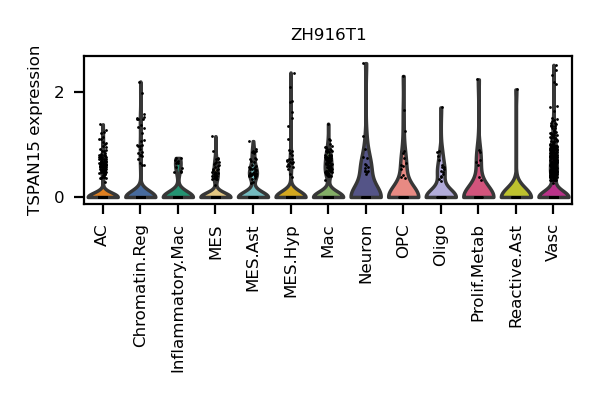 ZH916T1
TSPAN15 expression
2
0
AC
Chromatin.Reg
Inflammatory.Mac
MES
MES.Ast
MES.Hyp
Mac
Neuron
OPC
Oligo
Prolif.Metab
Reactive.Ast
Vasc